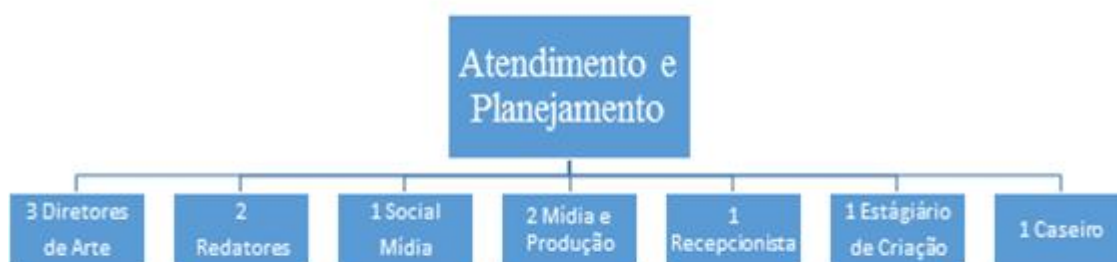 Atendimento e
Planejamento
3 Diretores
de Arte
2
Redatores
1 Social
Mídia
2 Mídia e
Produção
1
Recepcionista
1 Estágiário
de Criação
1 Caseiro